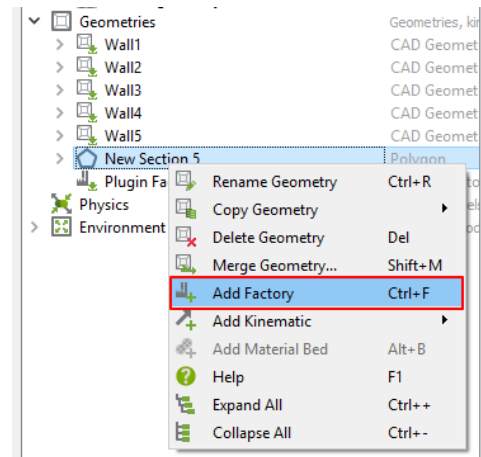 Geometries Geometries, kin
Wall1 CAD Geomet
Wall2 CAD Geomet
Wall3 CAD Geomet
Wall4 CAD Geomet
Wall5 CAD Geomet
New Section 5 Polygon
Plugin Fa
Rename Geometry Ctrl+R
Physics
Copy Geometry
Environment
Delete Geometry Del
Merge Geometry... Shift+M
Add Factory Ctrl+F
Add Kinematic
Add Material Bed Alt+B
Help F1
Expand All Ctrl++
Collapse All Ctrl+-